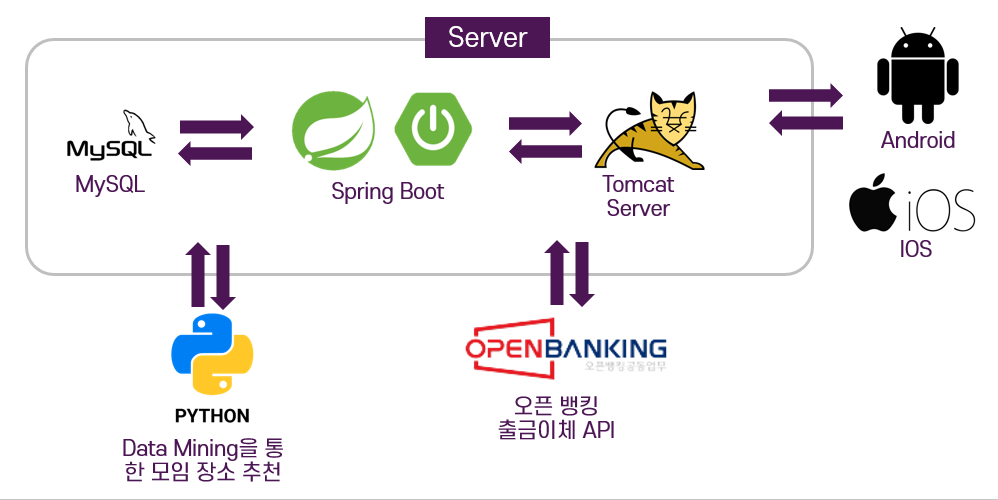 Server
MySQL
MySQL
Spring Boot
Tomcat
Server
Android
iOS
IOS
PYTHON
Data Mining을 통
한 모임 장소 추천
OPENBANKING
오픈뱅킹공동업무
오픈 뱅킹
출금이체 API